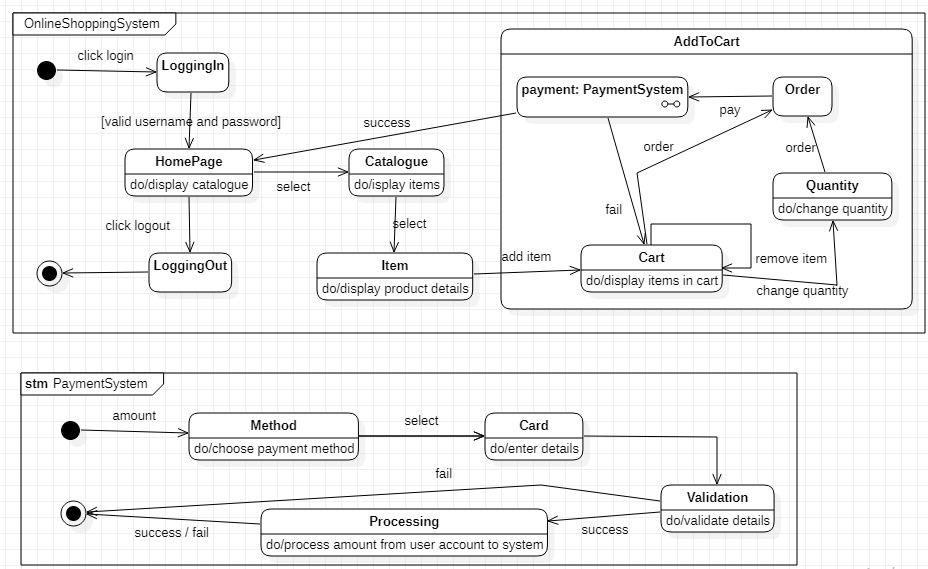 OnlineShoppingSystem
AddToCart
click login
LoggingIn
payment: PaymentSystem
Order
pay
[valid username and password]
success
order
order
HomePage
do/display catalogue
select
Catalogue
do/isplay items
Quantity
do/change quantity
click logout
select
fail
LoggingOut
Item
do/display product details
add item
Cart
do/display items in cart
remove item
change quantity
stm PaymentSystem
amount
Method
do/choose payment method
select
Card
do/enter details
fail
Validation
do/validate details
success
Processing
do/process amount from user account to system
success / fail